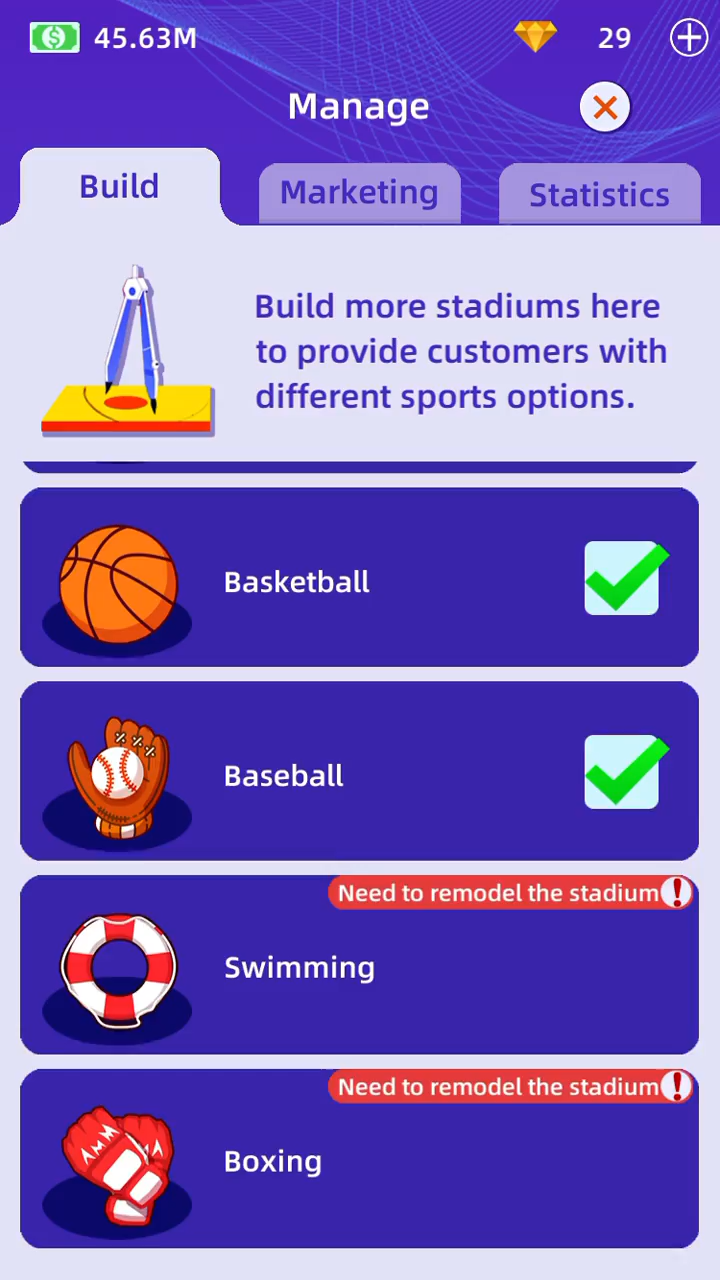 45.63M
29
Manage
Build
Marketing
Statistics
Build more stadiums here
to provide customers with
different sports options.
Basketball
Baseball
Need to remodel the stadium
Swimming
Need to remodel the stadium
Boxing